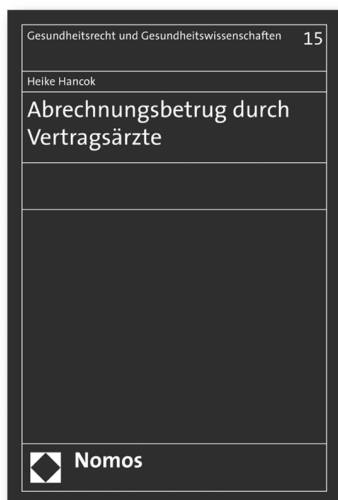 Gesundheitsrecht und Gesundheitswissenschaften 15
Heike Hancok
Abrechnungsbetrug durch
Vertragsärzte
Nomos